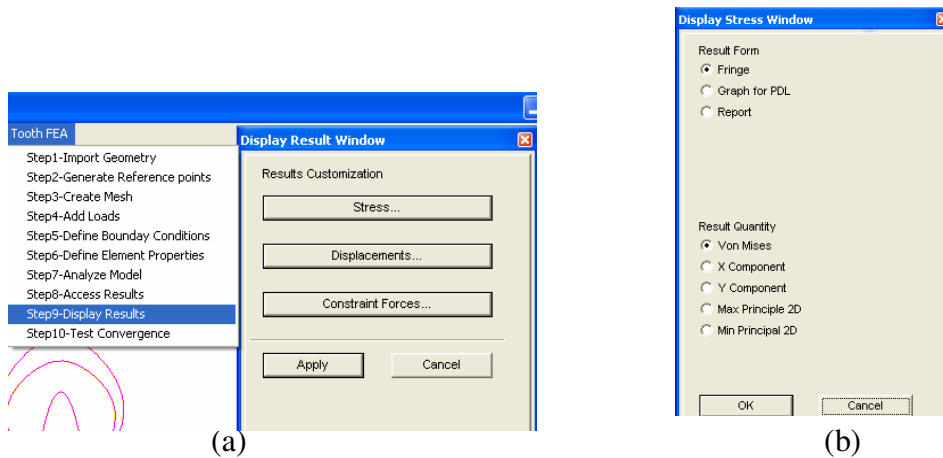 Tooth FEA
Step1-Import Geometry
Step2-Generate Reference points
Step3-Create Mesh
Step4-Add Loads
Step5-Define Bounday Conditions
Step6-Define Element Properties
Step7-Analyze Model
Step8-Access Results
Step9-Display Results
Step10-Test Convergence
Display Result Window
Results Customization
Stress...
Displacements...
Constraint Forces...
Apply Cancel
(a)
Display Stress Window
Result Form
Fringe
Graph for PDL
Report
Result Quantity
Von Mises
X Component
Y Component
Max Principle 2D
Min Principal 2D
OK Cancel
(b)